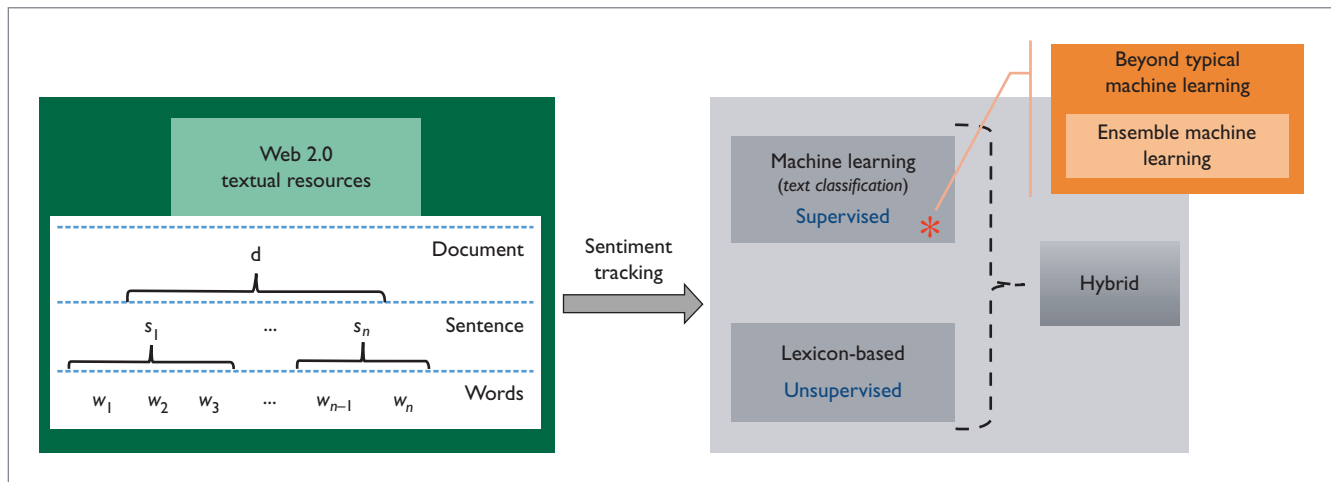 Web 2.0
textual resources
Document
d
Sentence
s1 ... sn
Words
w1 w2 w3 ... wn–1 wn
Sentiment
tracking
Machine learning
(text classification)
Supervised
*
Lexicon-based
Unsupervised
Hybrid
Beyond typical
machine learning
Ensemble machine
learning